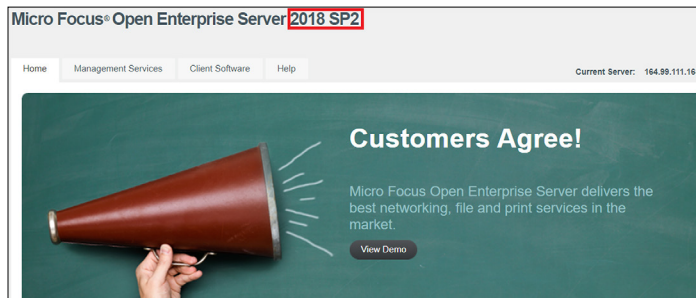 Micro Focus® Open Enterprise Server 2018 SP2
Home Management Services Client Software Help Current Server: 164.99.111.16
Customers Agree!
Micro Focus Open Enterprise Server delivers the
best networking, file and print services in the
market.
View Demo